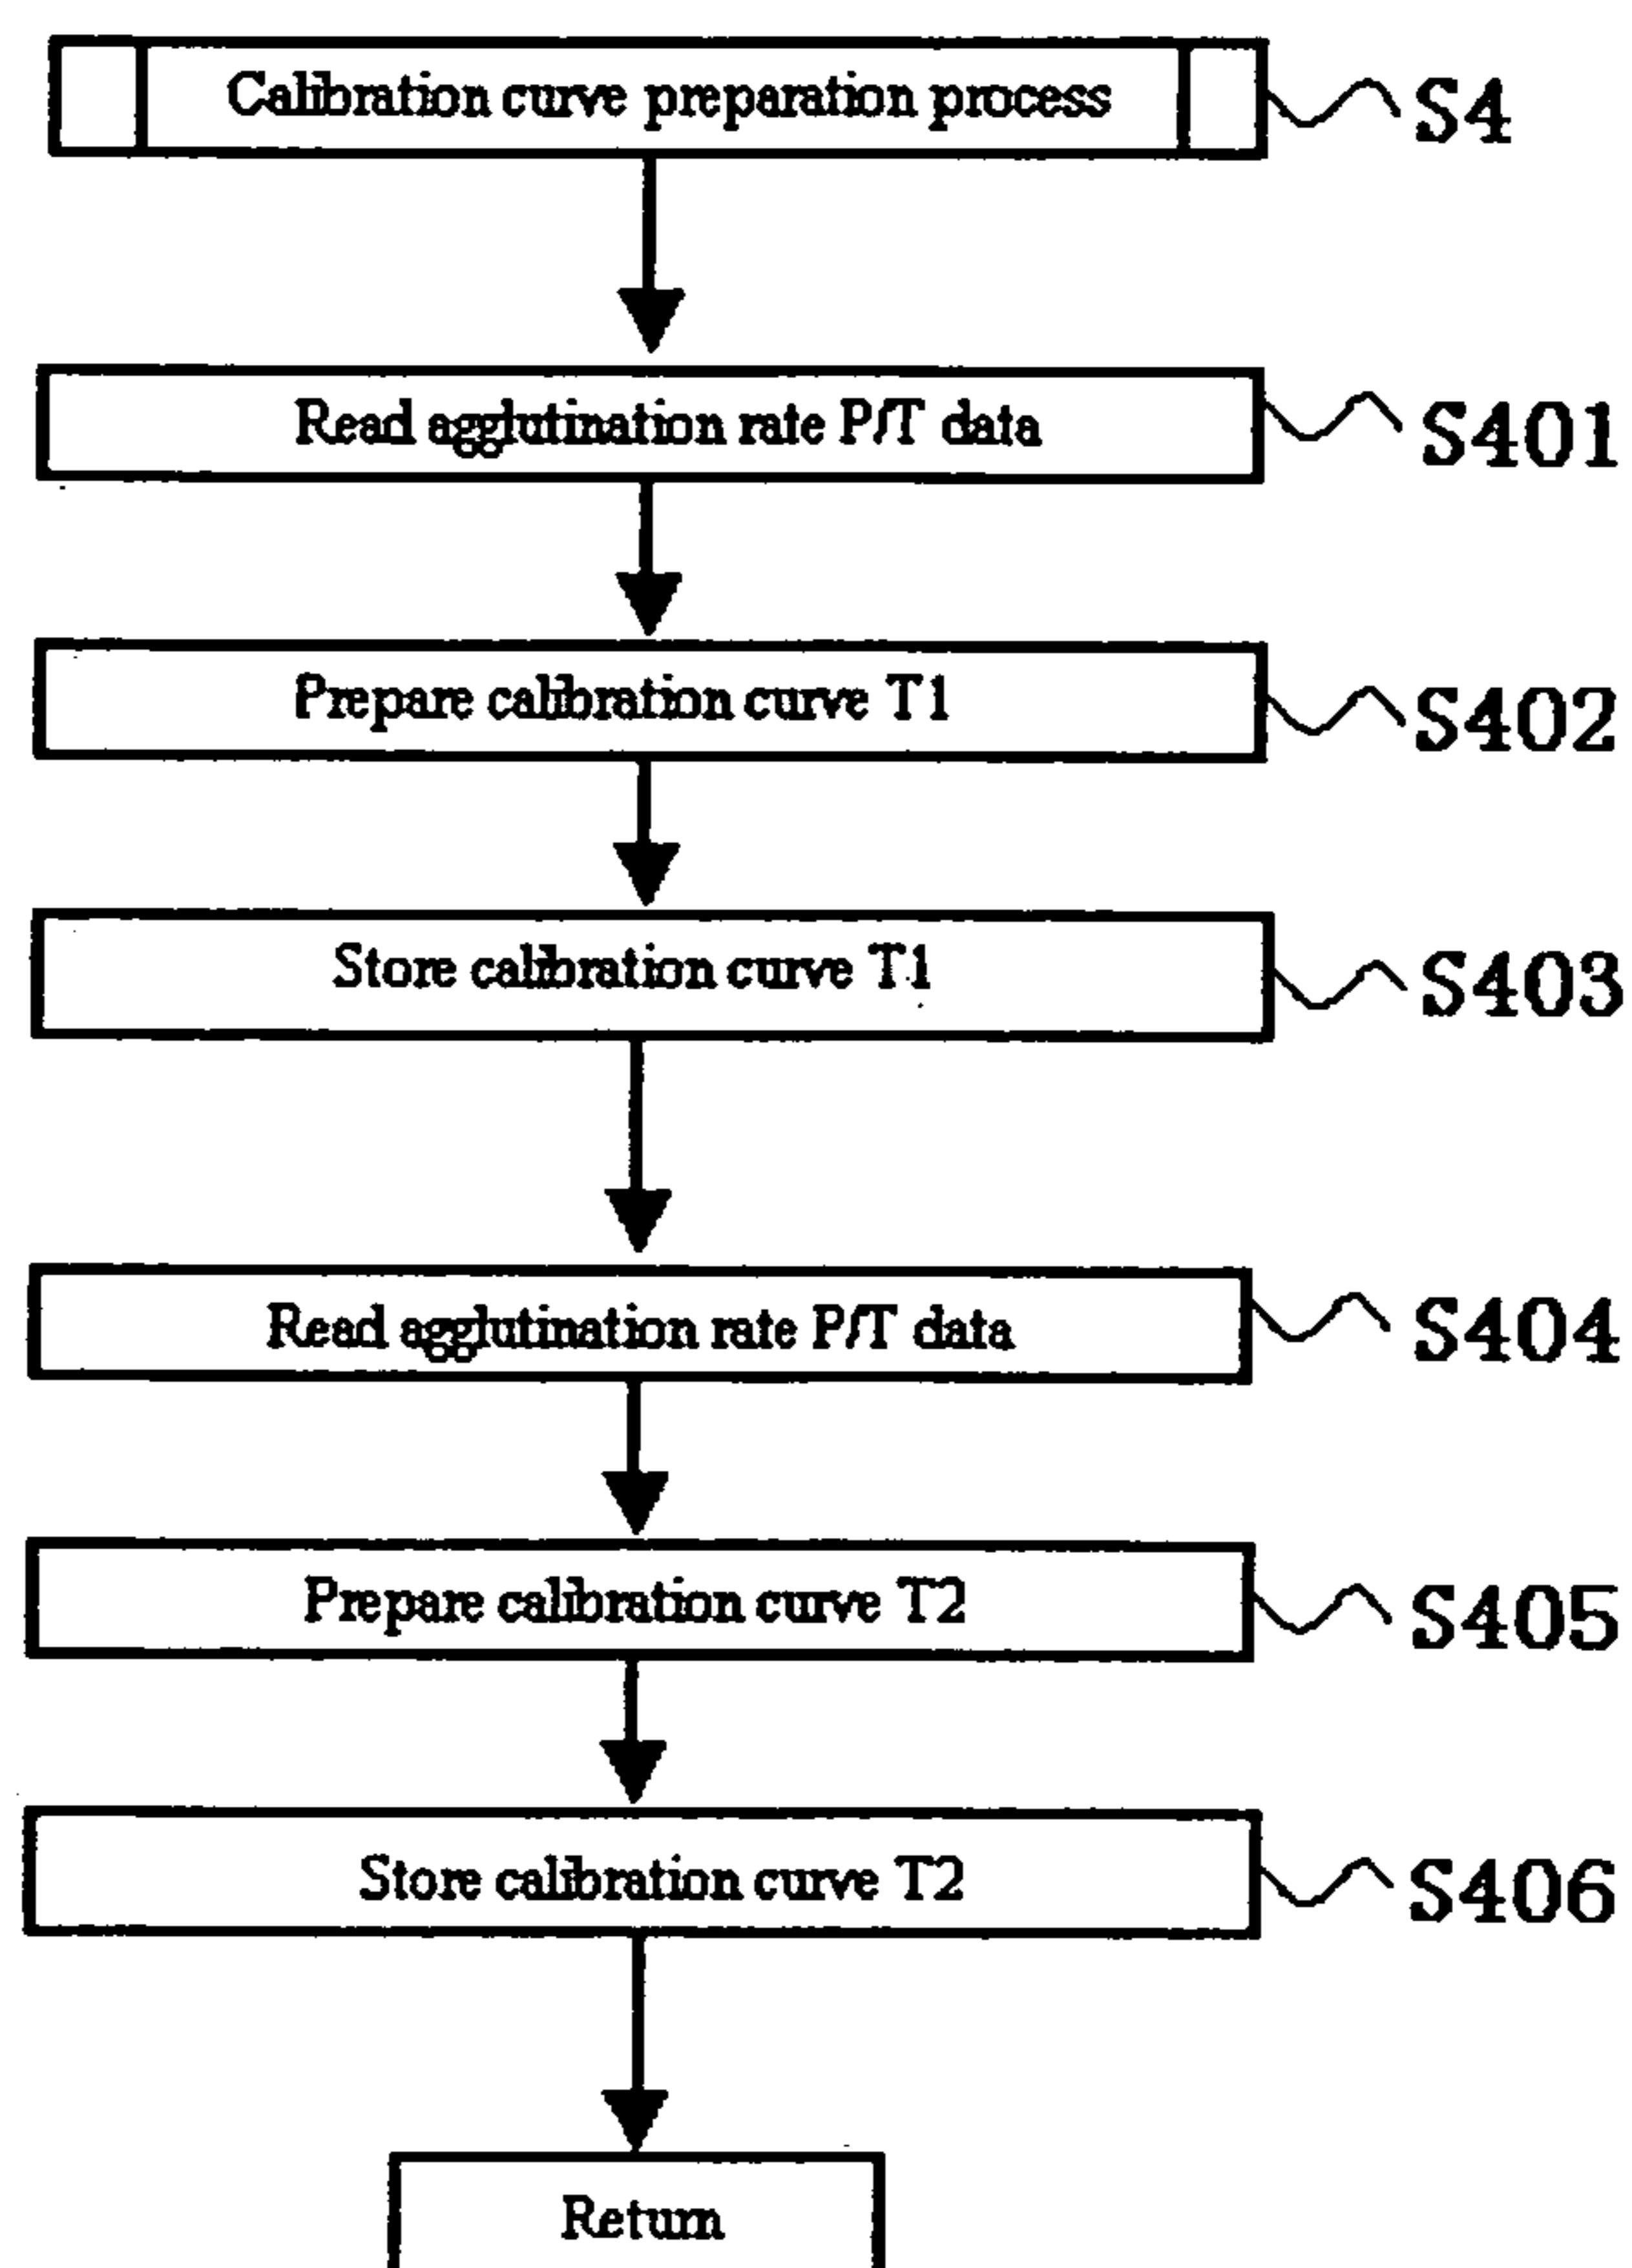 Calibration curve preparation process
S4
Read agglutination rate P/T data
S401
Prepare calibration curve T1
S402
Store calibration curve T1
S403
Read agglutination rate P/T data
S404
Prepare calibration curve T2
S405
Store calibration curve T2
S406
Return